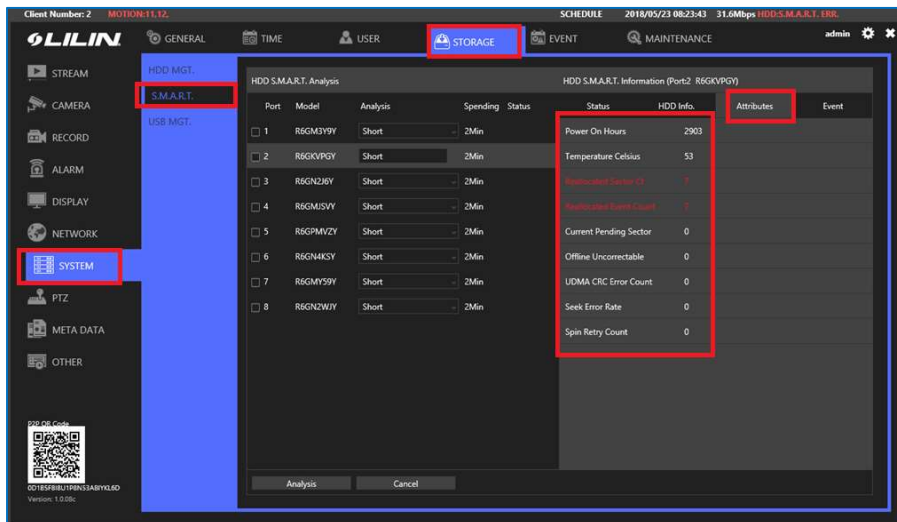 Client Number: 2 MOTION:11,12, SCHEDULE 2018/05/23 08:23:43 31.6Mbps HDD:S.M.A.R.T. ERR.
LILIN GENERAL TIME USER STORAGE EVENT MAINTENANCE admin
STREAM
CAMERA
RECORD
ALARM
DISPLAY
NETWORK
SYSTEM
PTZ
META DATA
OTHER
P2P QR Code
Version: 1.0.08c
HDD MGT.
S.M.A.R.T.
USB MGT.
HDD S.M.A.R.T. Analysis
Port Model Analysis Spending Status
1 R6GM3Y9Y Short 2Min
2 R6GKVPGY Short 2Min
3 R6GN2J6Y Short 2Min
4 R6GMJSVY Short 2Min
5 R6GPMVZY Short 2Min
6 R6GN4KSY Short 2Min
7 R6GMY59Y Short 2Min
8 R6GN2WJY Short 2Min
Analysis Cancel
HDD S.M.A.R.T. Information (Port:2 R6GKVPGY)
Status HDD Info. Attributes Event
Power On Hours 2903
Temperature Celsius 53
Reallocated Sector Ct 7
Reallocated Event Count 7
Current Pending Sector 0
Offline Uncorrectable 0
UDMA CRC Error Count 0
Seek Error Rate 0
Spin Retry Count 0